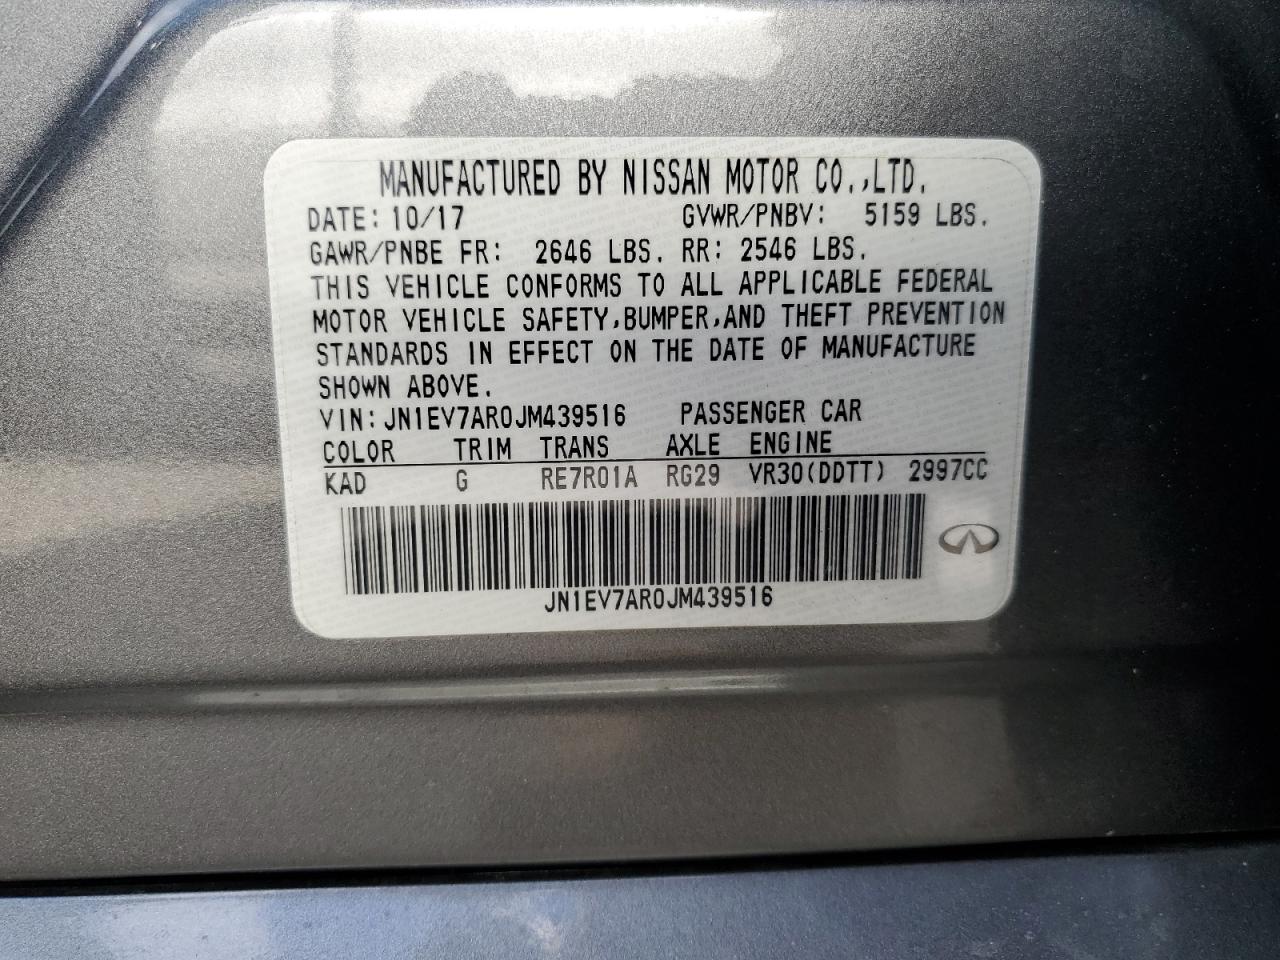 MANUFACTURED BY NISSAN MOTOR CO.,LTD.
DATE: 10/17 GVWR/PNBV: 5159 LBS.
GAWR/PNBE FR: 2646 LBS. RR: 2546 LBS.
THIS VEHICLE CONFORMS TO ALL APPLICABLE FEDERAL
MOTOR VEHICLE SAFETY,BUMPER,AND THEFT PREVENTION
STANDARDS IN EFFECT ON THE DATE OF MANUFACTURE
SHOWN ABOVE.
VIN:JN1EV7AR0JM439516 PASSENGER CAR
COLOR TRIM TRANS AXLE ENGINE
KAD G RE7R01A RG29 VR30(DDTT) 2997CC
JN1EV7AR0JM439516